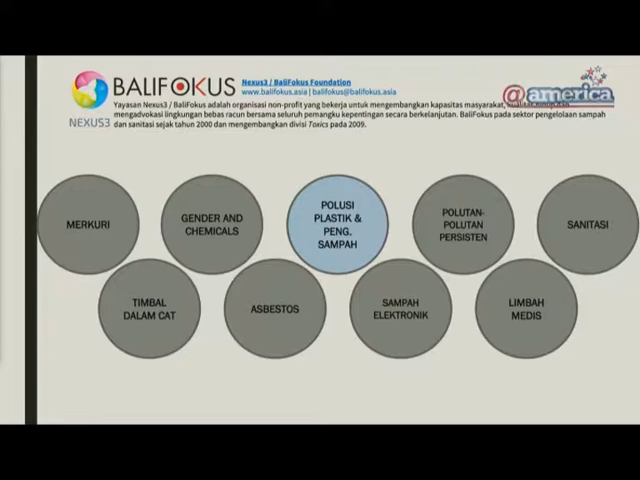 BALIFOKUS
NEXUS3
Nexus3 / BaliFokus Foundation
www.balifokus.asia | balifokus@balifokus.asia
@america
Yayasan Nexus3 / BaliFokus adalah organisasi non-profit yang bekerja untuk mengembangkan kapasitas masyarakat,
mengadvokasi lingkungan bebas racun bersama seluruh pemangku kepentingan secara berkelanjutan. BaliFokus pada sektor pengelolaan sampah
dan sanitasi sejak tahun 2000 dan mengembangkan divisi Toxics pada 2009.
MERKURI
GENDER AND
CHEMICALS
POLUSI
PLASTIK &
PENG.
SAMPAH
POLUTAN-
POLUTAN
PERSISTEN
SANITASI
TIMBAL
DALAM CAT
ASBESTOS
SAMPAH
ELEKTRONIK
LIMBAH
MEDIS